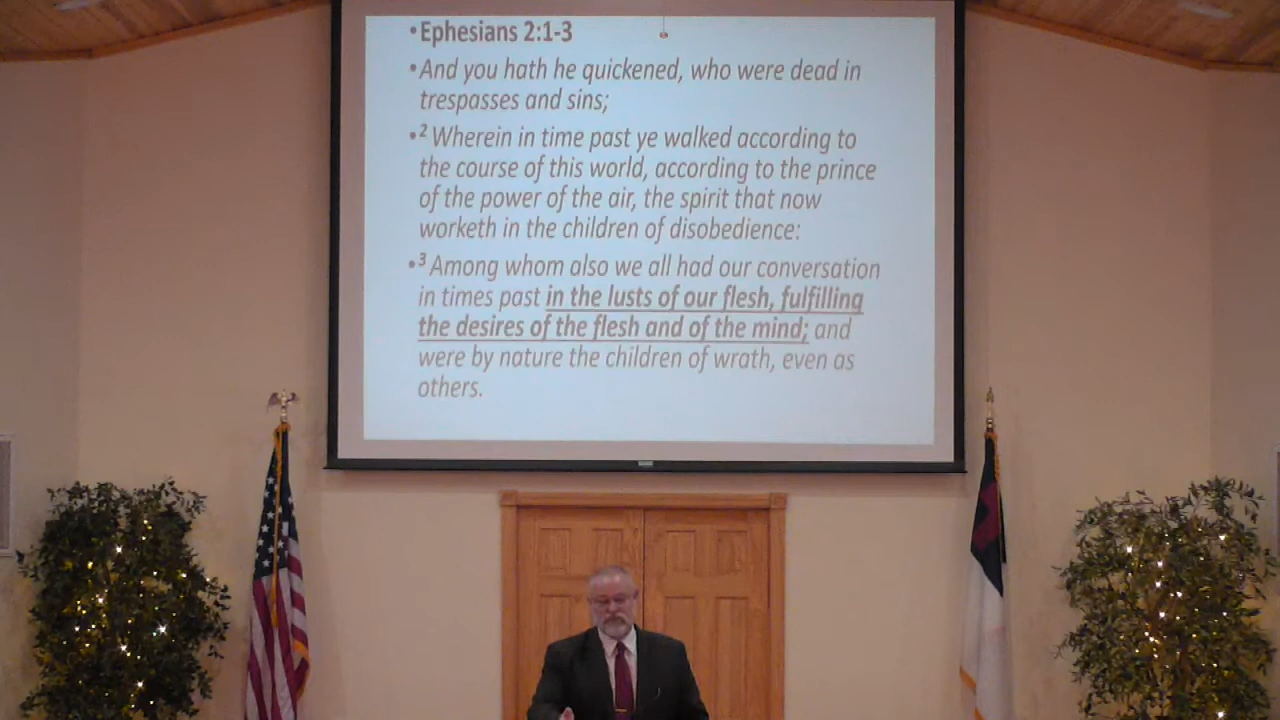 •Ephesians 2:1-3
•And you hath he quickened, who were dead in
trespasses and sins;
•² Wherein in time past ye walked according to
the course of this world, according to the prince
of the power of the air, the spirit that now
worketh in the children of disobedience:
•³ Among whom also we all had our conversation
in times past in the lusts of our flesh, fulfilling
the desires of the flesh and of the mind; and
were by nature the children of wrath, even as
others.